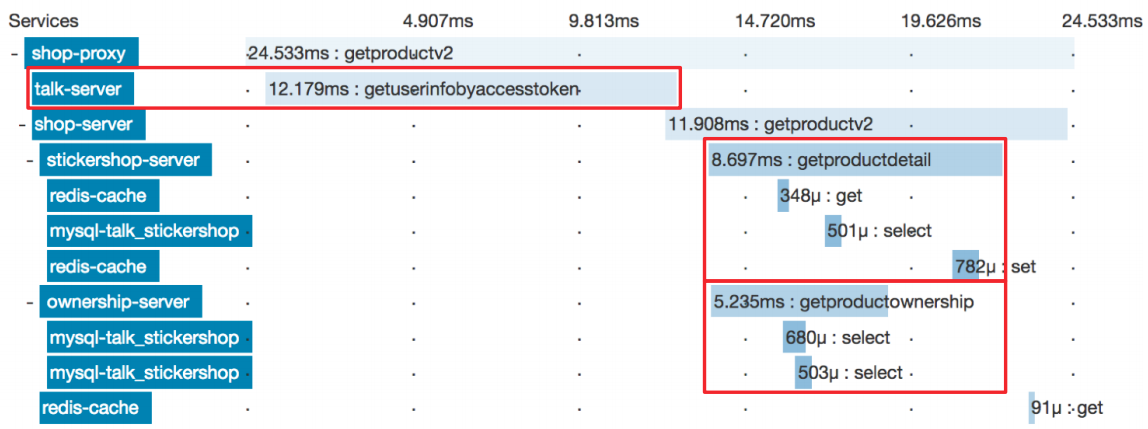 Services 4.907ms 9.813ms 14.720ms 19.626ms 24.533ms
- shop-proxy 24.533ms : getproductv2
talk-server 12.179ms : getuserinfobyaccesstoken
- shop-server 11.908ms : getproductv2
- stickershop-server 8.697ms : getproductdetail
redis-cache 348μ : get
mysql-talk_stickershop 501μ : select
redis-cache 782μ : set
- ownership-server 5.235ms : getproductownership
mysql-talk_stickershop 680μ : select
mysql-talk_stickershop 503μ : select
redis-cache 91μ : get